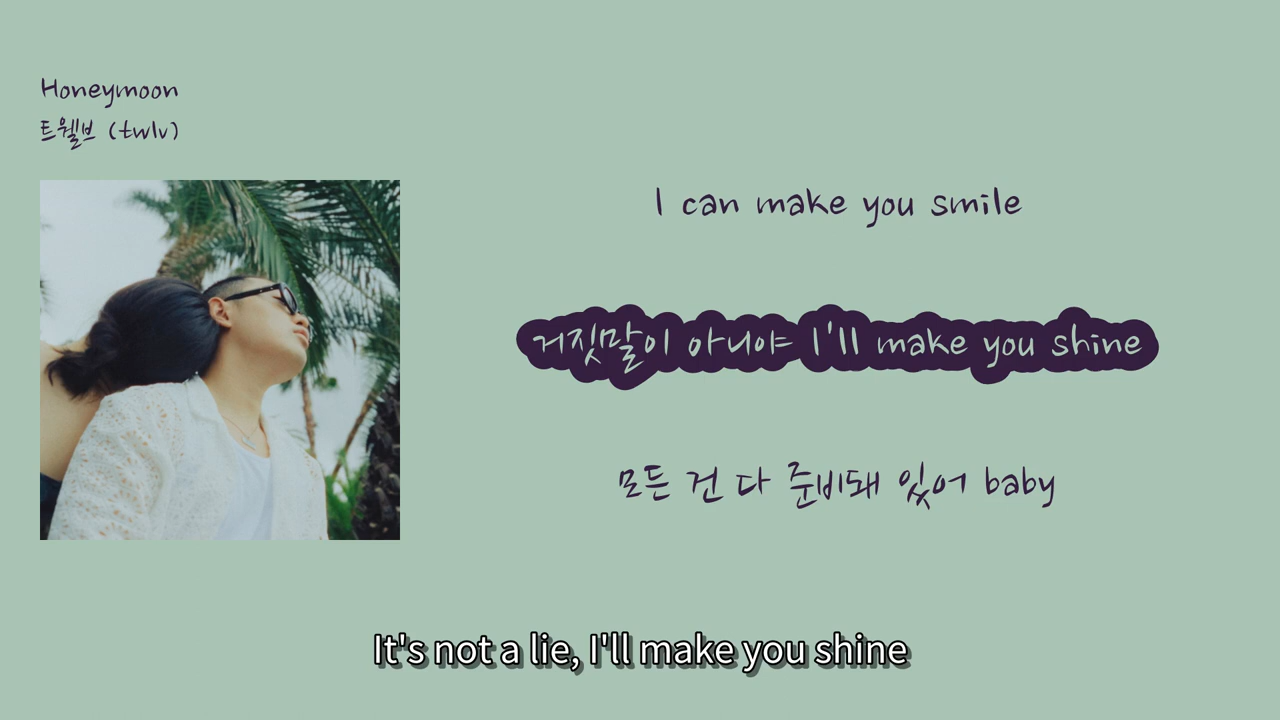 Honeymoon
트웰브 (twlv)
I can make you smile
거짓말이 아니야 I'll make you shine
모든 건 다 준비돼 있어 baby
It's not a lie, I'll make you shine